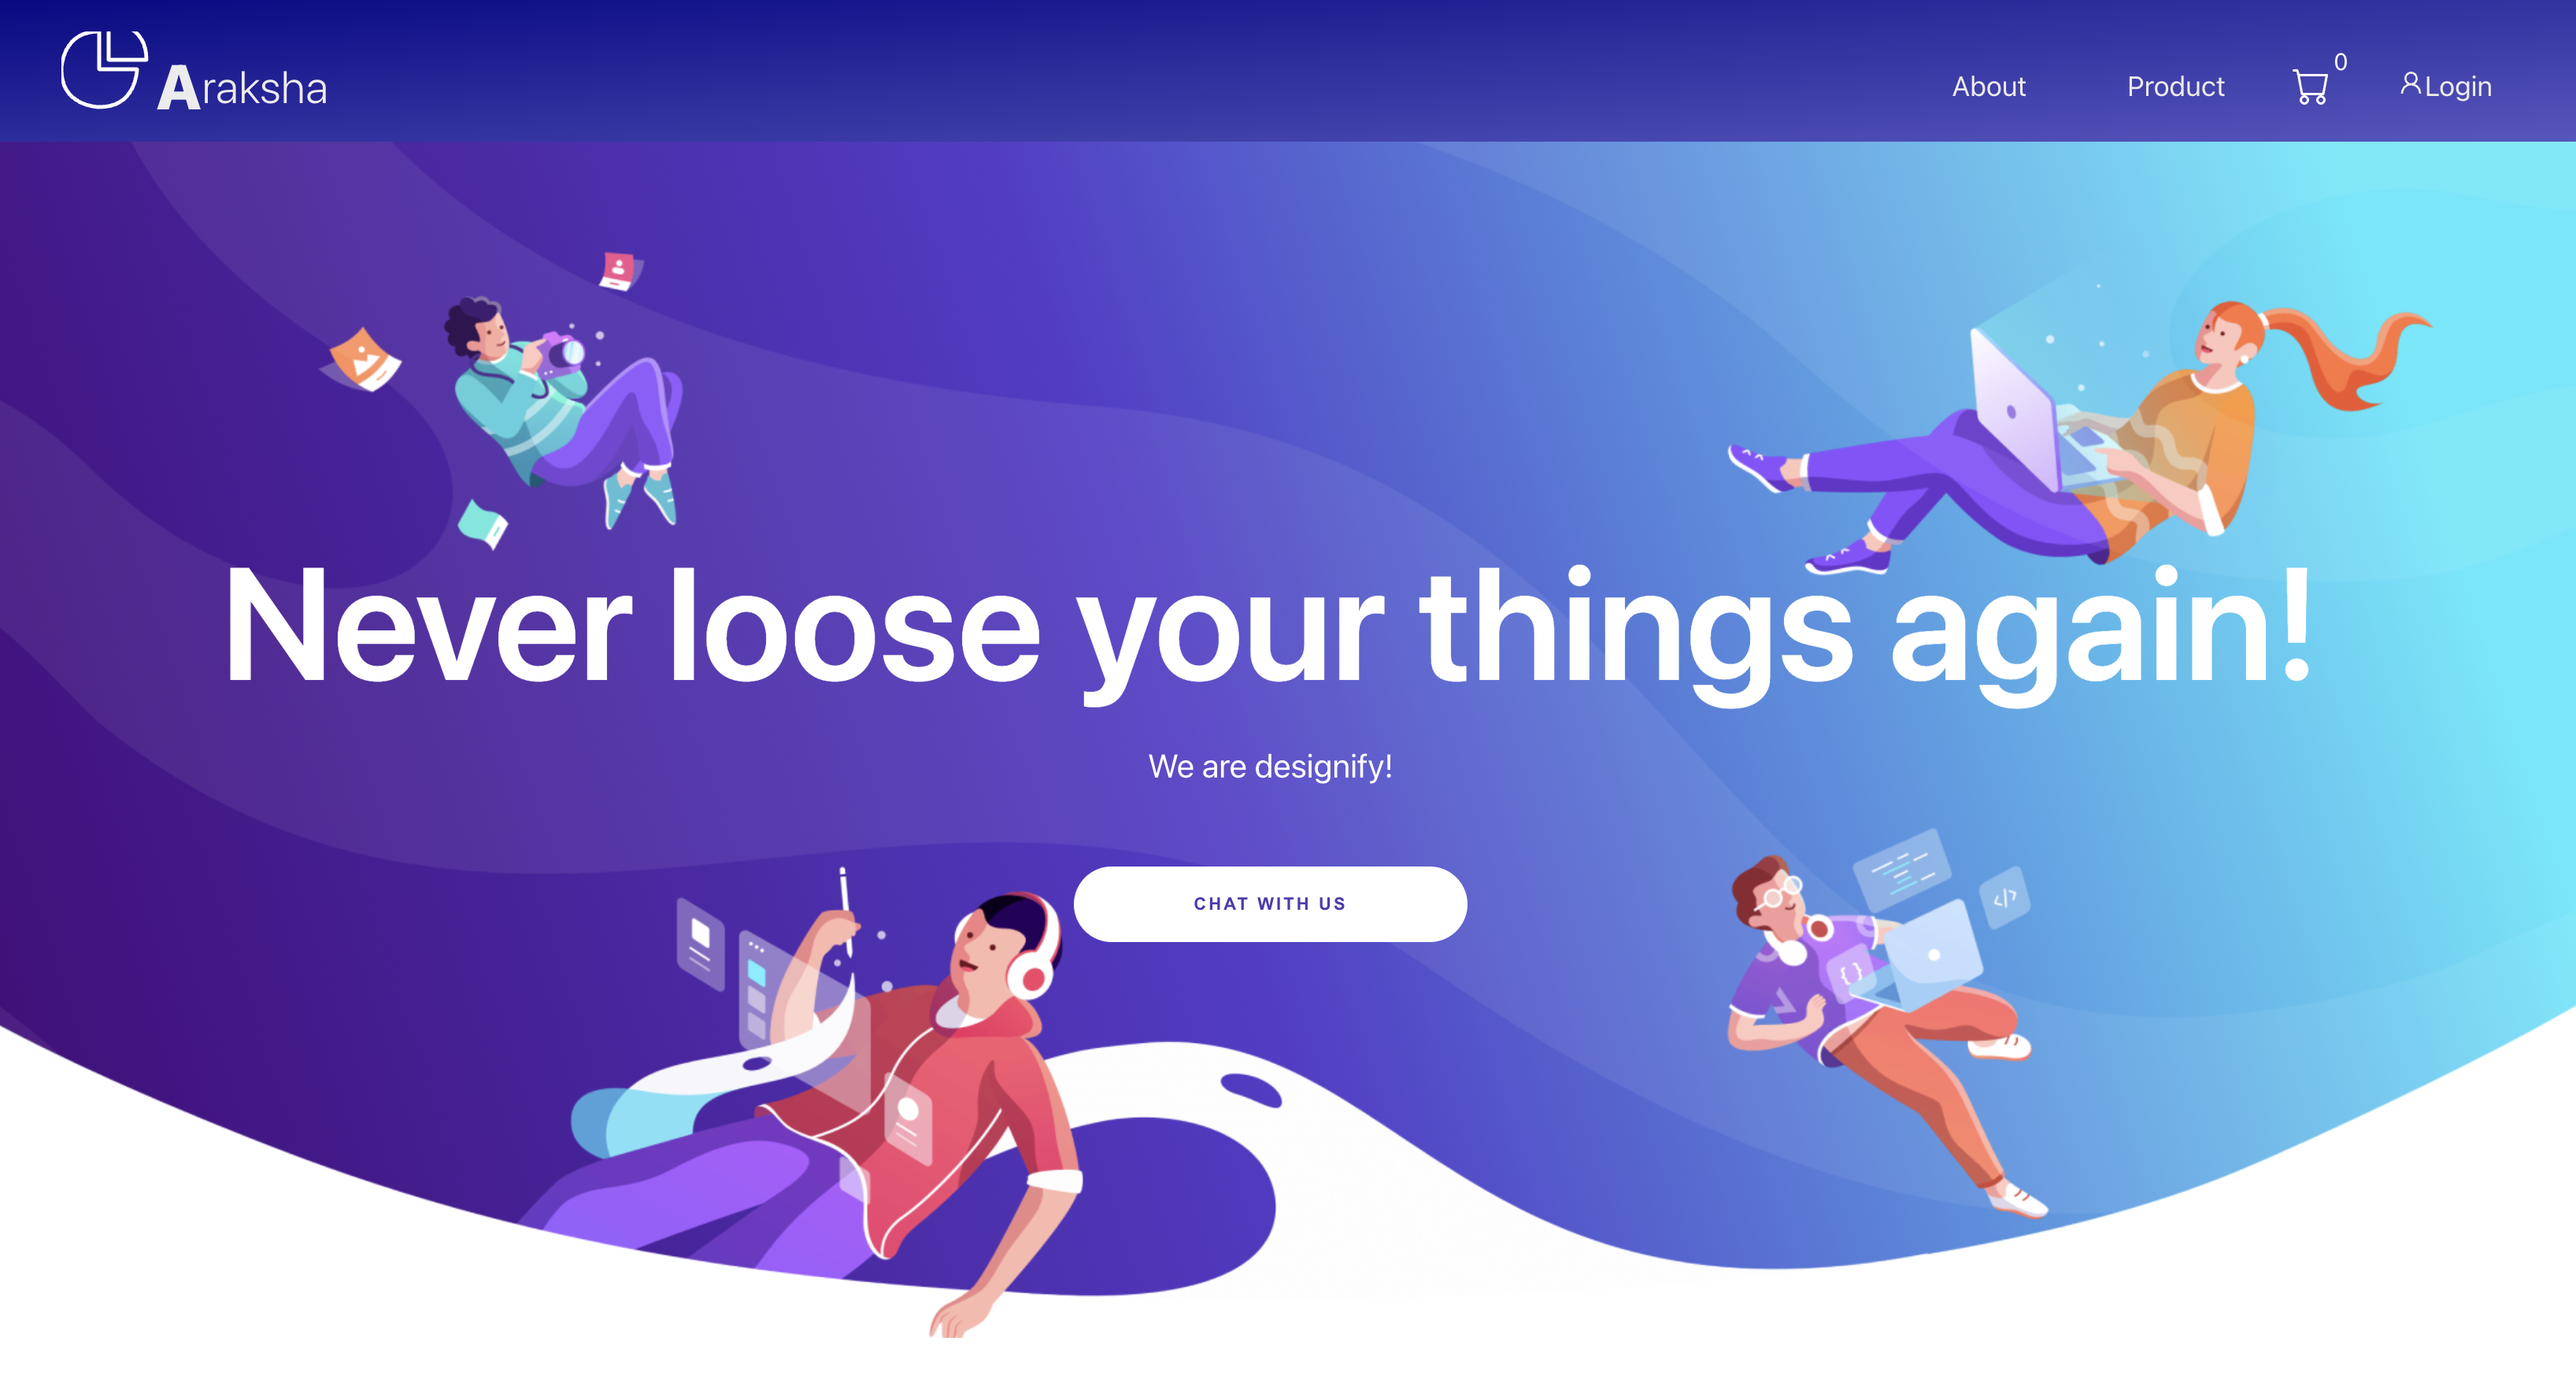 Araksha
About Product 0 Login
Never loose your things again!
We are designify!
CHAT WITH US
</>
{ }